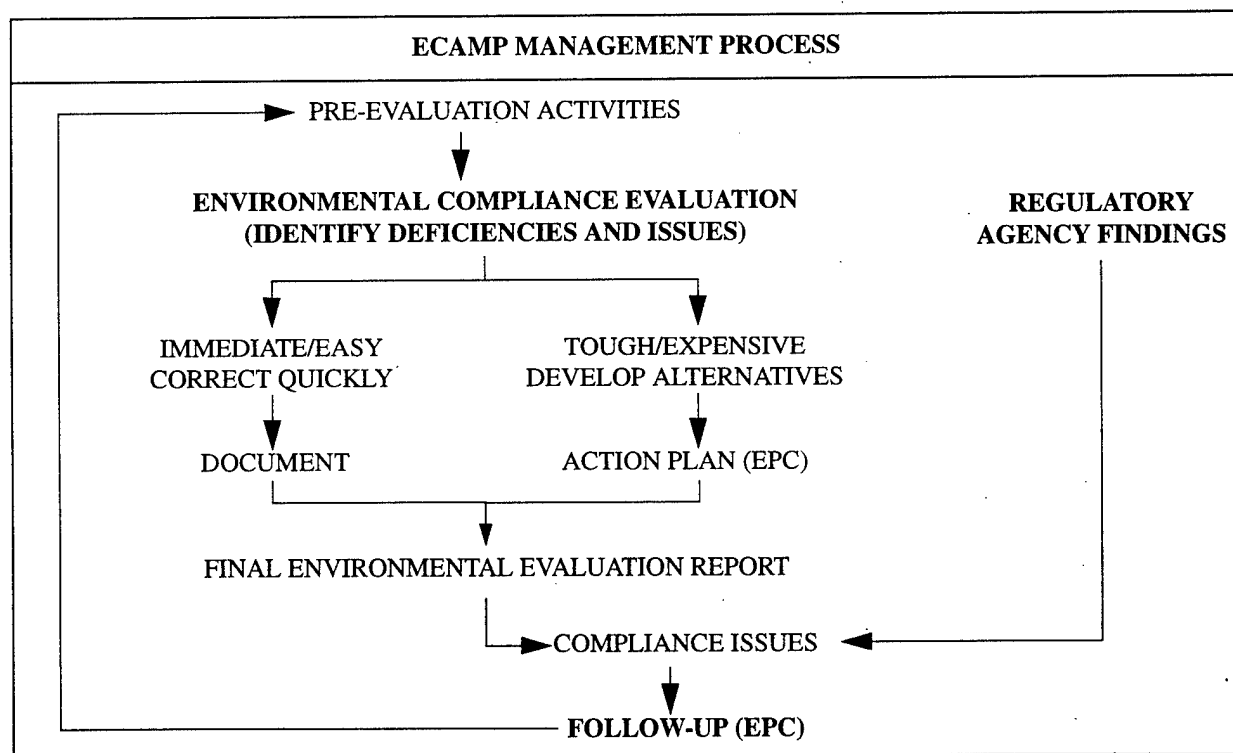 ECAMP MANAGEMENT PROCESS
PRE-EVALUATION ACTIVITIES
ENVIRONMENTAL COMPLIANCE EVALUATION
(IDENTIFY DEFICIENCIES AND ISSUES)
REGULATORY
AGENCY FINDINGS
IMMEDIATE/EASY
CORRECT QUICKLY
TOUGH/EXPENSIVE
DEVELOP ALTERNATIVES
DOCUMENT
ACTION PLAN (EPC)
FINAL ENVIRONMENTAL EVALUATION REPORT
COMPLIANCE ISSUES
FOLLOW-UP (EPC)